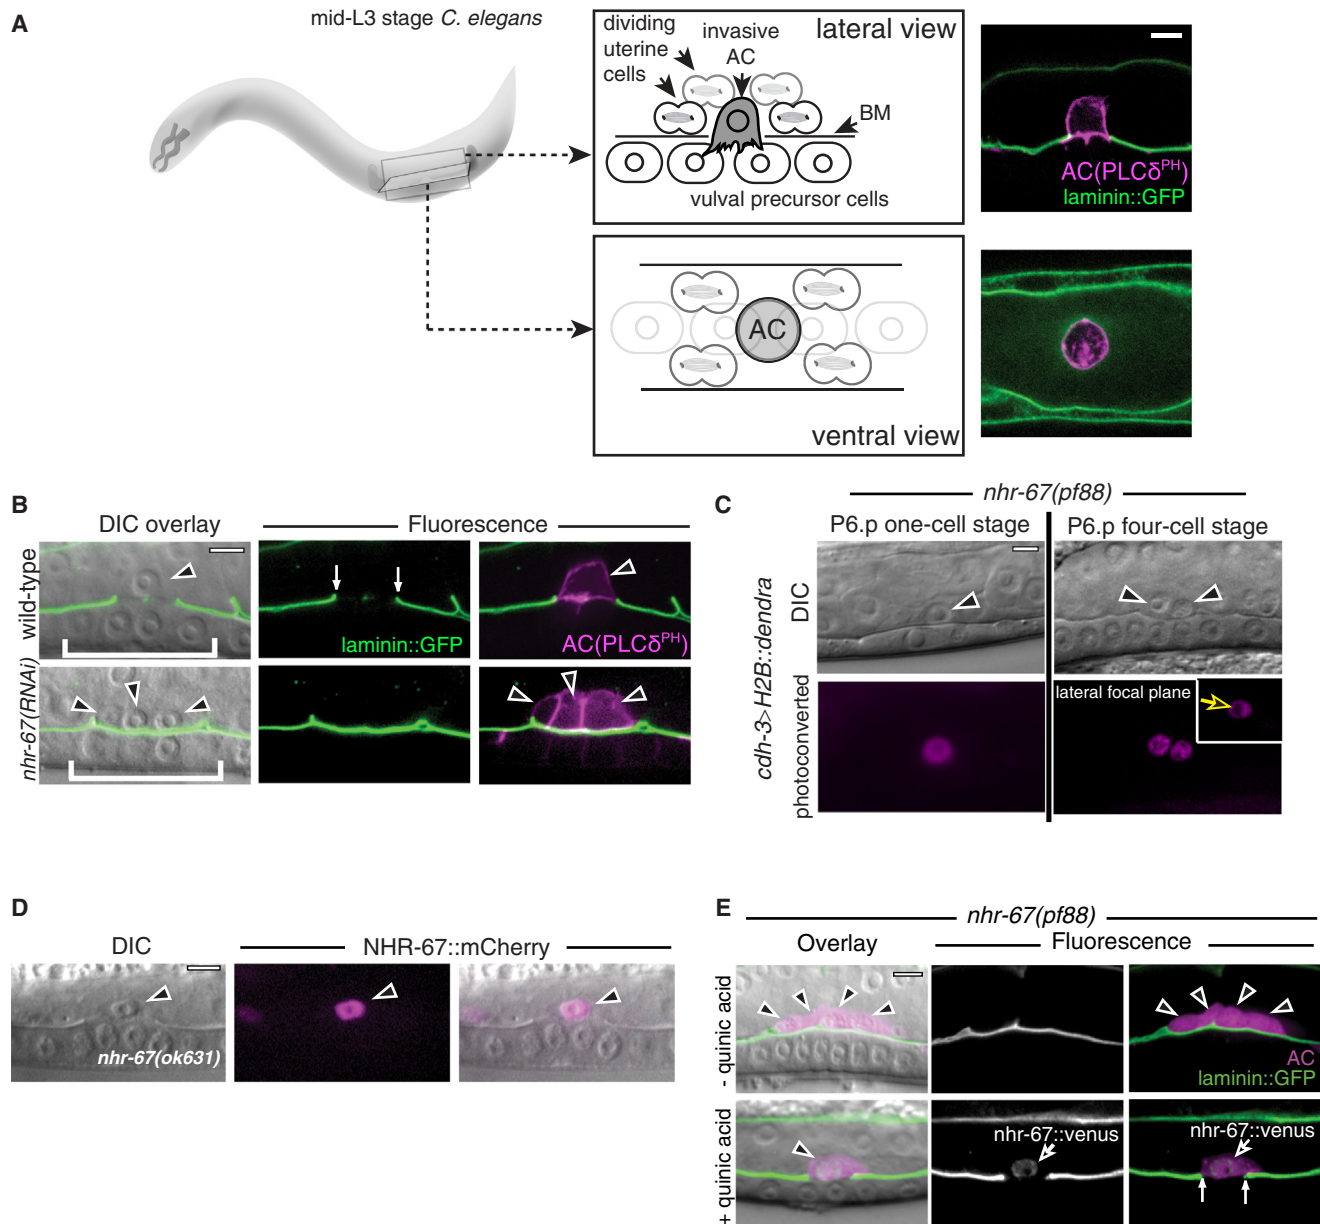 A
mid-L3 stage C. elegans
dividing
uterine
cells
invasive
AC
lateral view
BM
vulval precursor cells
AC(PLCδPH)
laminin::GFP
AC
ventral view
B
DIC overlay
Fluorescence
wild-type
laminin::GFP
AC(PLCδPH)
nhr-67(RNAi)
C
nhr-67(pf88)
P6.p one-cell stage
P6.p four-cell stage
cdh-3>H2B::dendra
DIC
photoconverted
lateral focal plane
D
DIC
NHR-67::mCherry
nhr-67(ok631)
E
nhr-67(pf88)
Overlay
Fluorescence
- quinic acid
AC
laminin::GFP
+ quinic acid
nhr-67::venus
nhr-67::venus